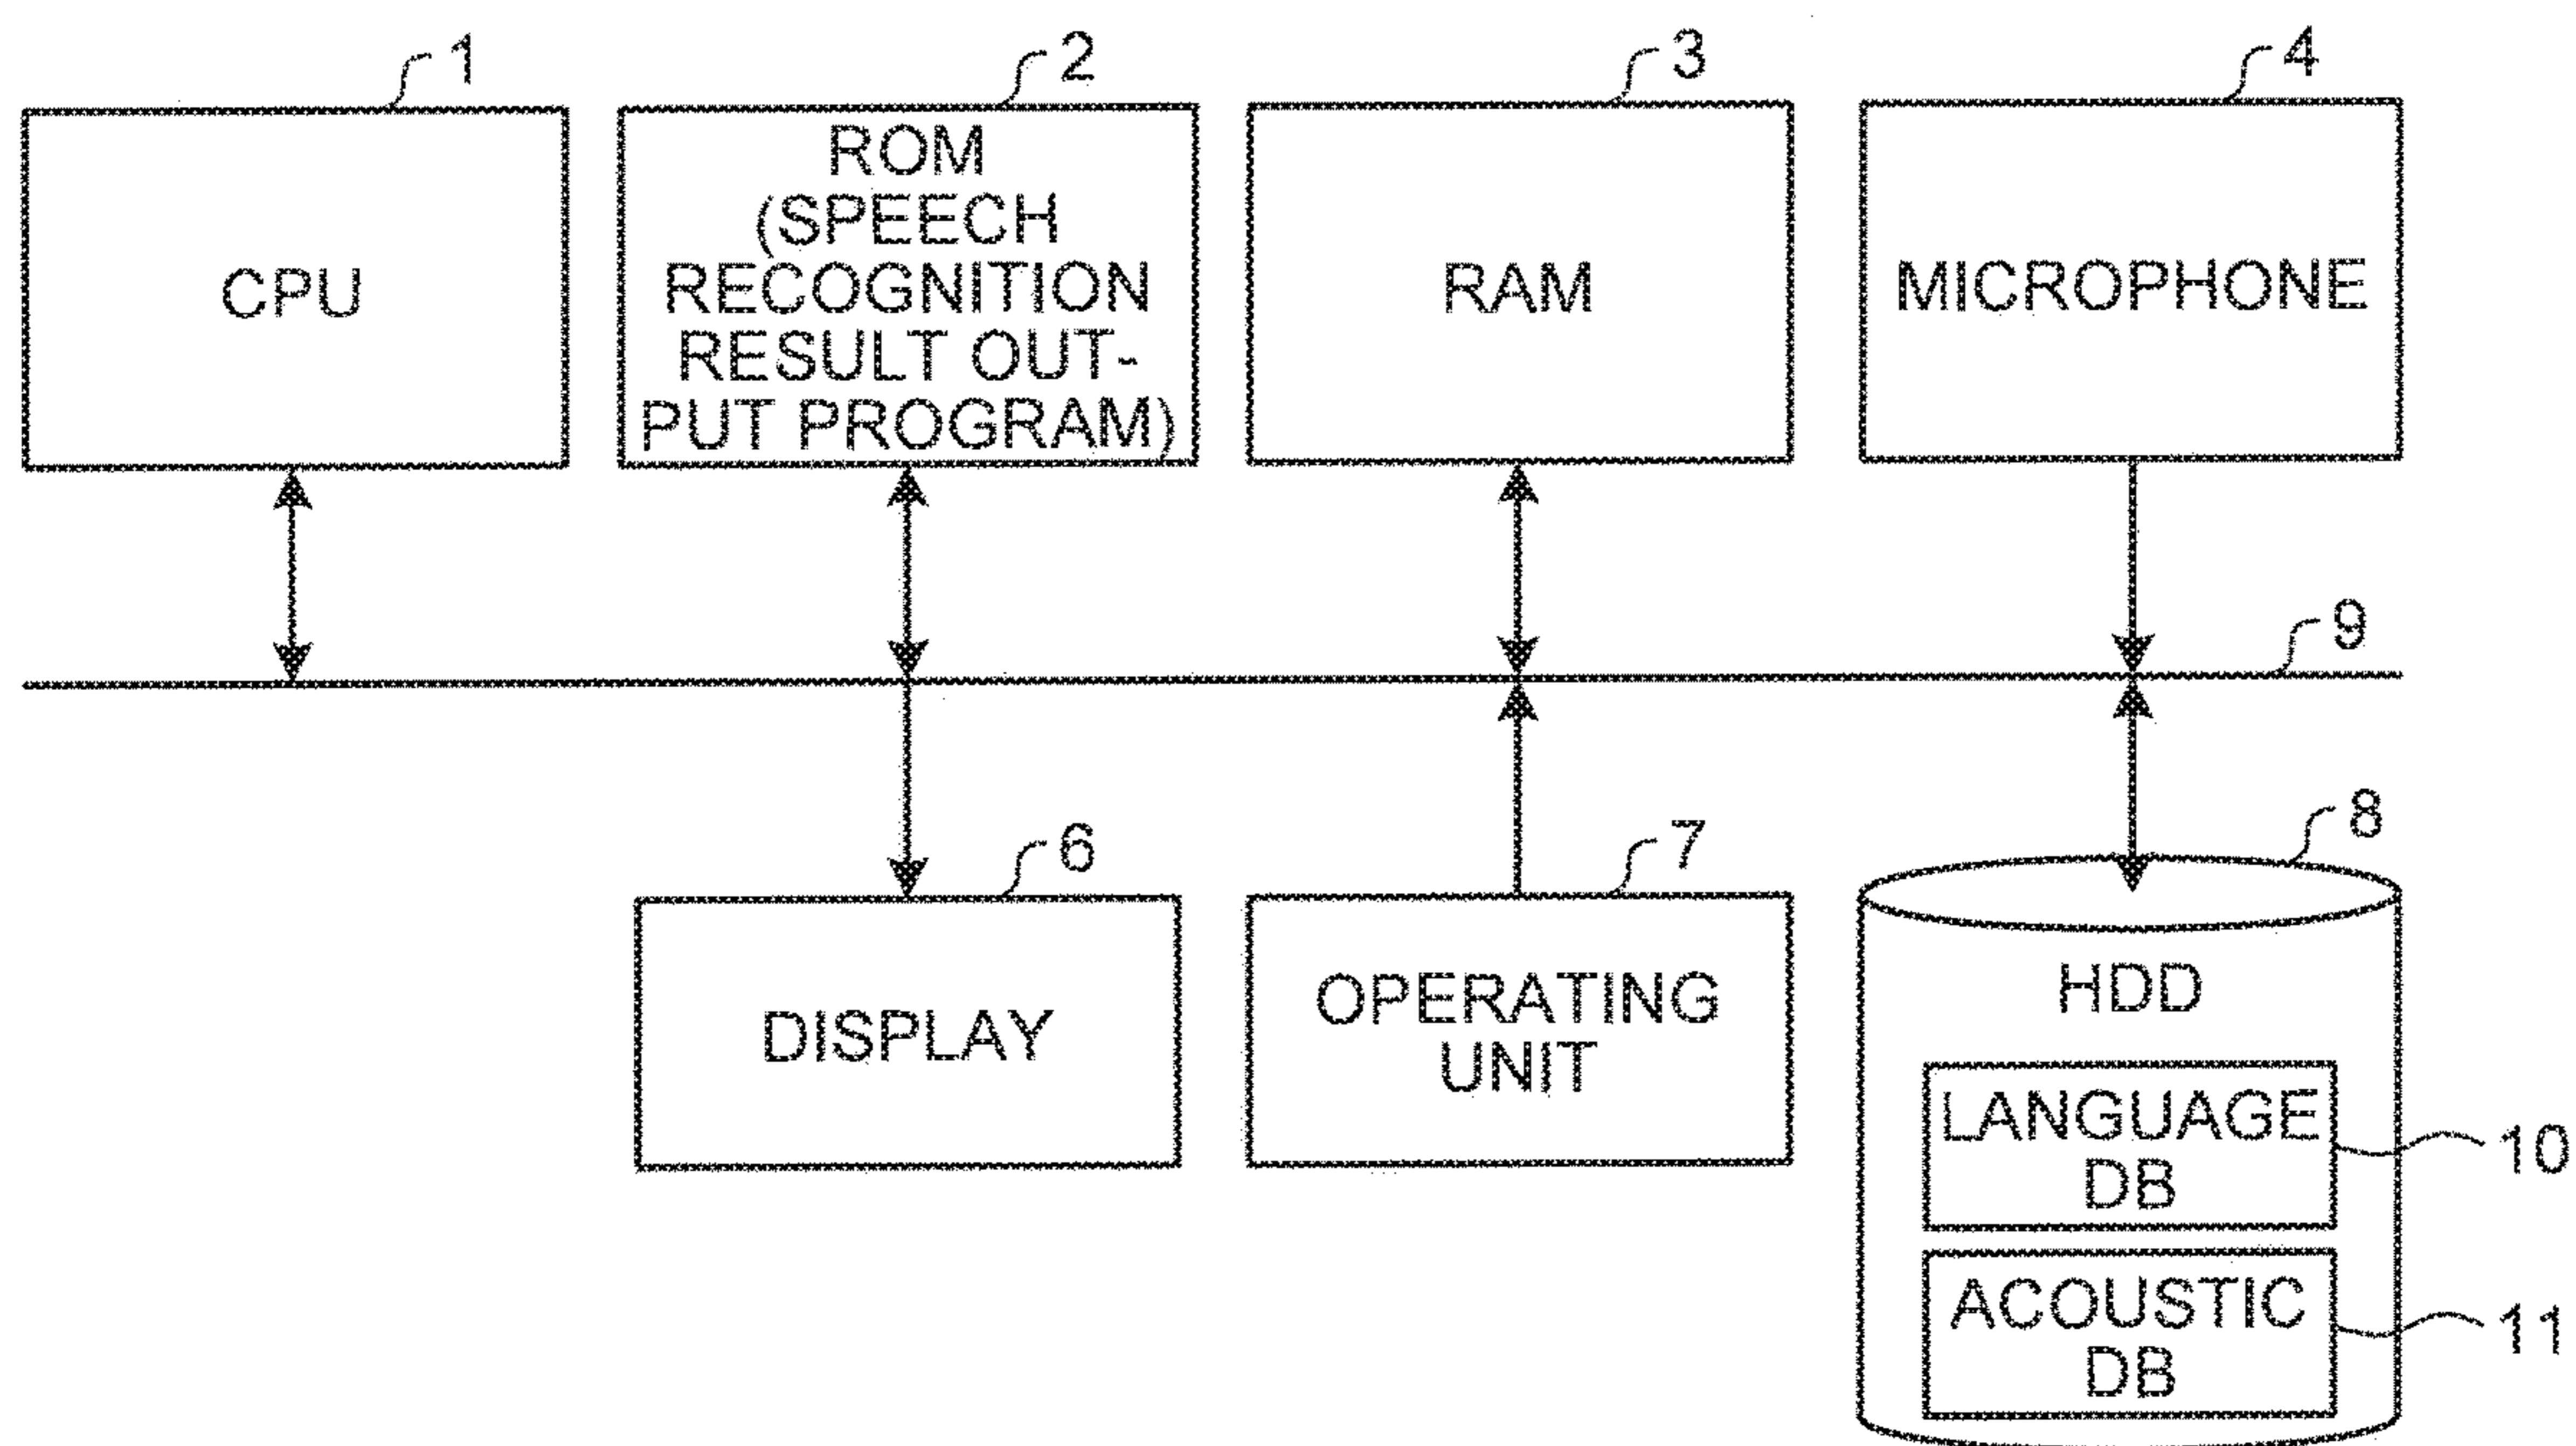 1
2
3
4
CPU
ROM
(SPEECH
RECOGNITION
RESULT OUT-
PUT PROGRAM)
RAM
MICROPHONE
9
6
7
8
DISPLAY
OPERATING
UNIT
HDD
LANGUAGE
DB
10
ACOUSTIC
DB
11